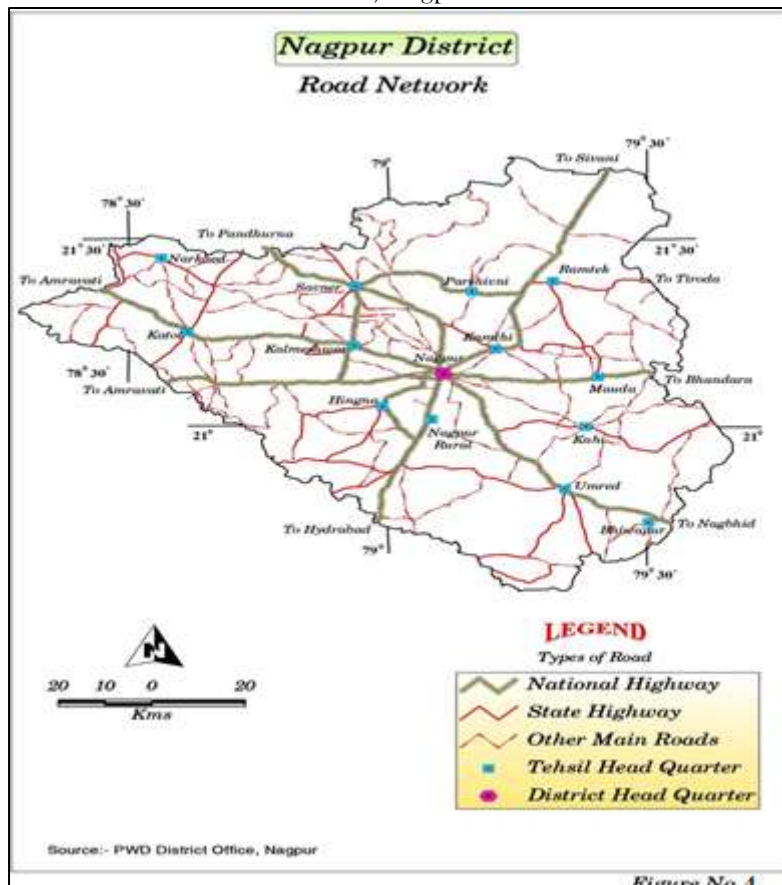 Nagpur District
Road Network
79° 30'
To Sivani
79°
78° 30'
To Pandhurna
21° 30'
21° 30'
Narkhed
To Amravati
Savner
Parshivni
Ramtek
To Tiroda
Katol
Kalmeshwar
Kamthi
Nagpur
78° 30'
To Amravati
Mauda
To Bhandara
Hingna
21°
Nagpur
Rural
Kuhi
21°
Umred
To Hydrabad
79°
Bhiwapur
To Nagbhid
79° 30'
LEGEND
Types of Road
N
National Highway
20 10 0 20
Kms
State Highway
Other Main Roads
Tehsil Head Quarter
District Head Quarter
Source:- PWD District Office, Nagpur
Figure No 4